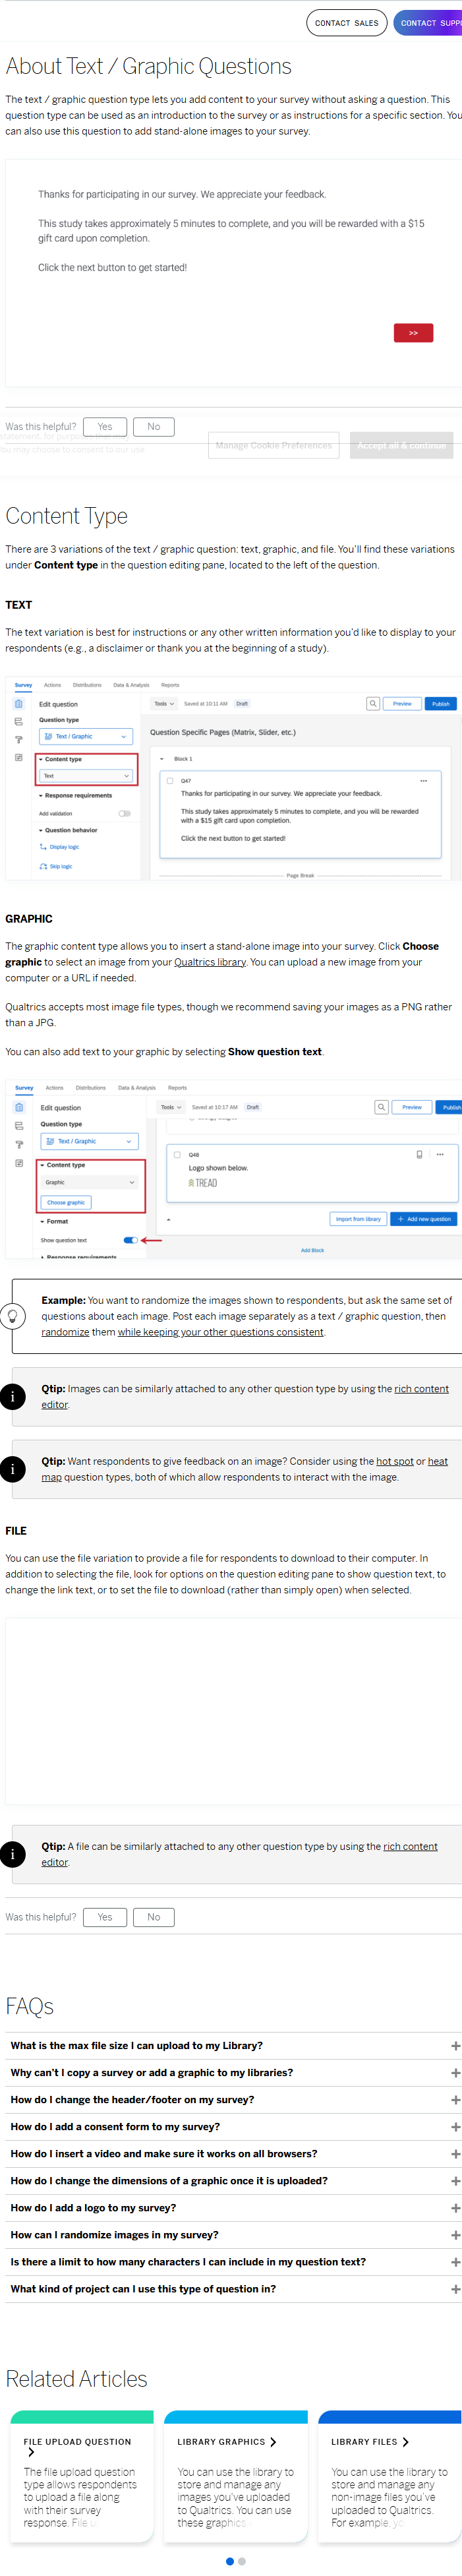 CONTACT SALES
CONTACT SUPP
About Text / Graphic Questions
The text / graphic question type lets you add content to your survey without asking a question. This
question type can be used as an introduction to the survey or as instructions for a specific section. You
can also use this question to add stand-alone images to your survey.
Thanks for participating in our survey. We appreciate your feedback.
This study takes approximately 5 minutes to complete, and you will be rewarded with a $15
gift card upon completion.
Click the next button to get started!
>>
Was this helpful? Yes No
statement, for purposes that may
You may choose to consent to our use
Manage Cookie Preferences
Accept all & continue
Content Type
There are 3 variations of the text / graphic question: text, graphic, and file. You'll find these variations
under Content type in the question editing pane, located to the left of the question.
TEXT
The text variation is best for instructions or any other written information you'd like to display to your
respondents (e.g., a disclaimer or thank you at the beginning of a study).
Survey Actions Distributions Data & Analysis Reports
Edit question
Tools Saved at 10:11 AM Draft Preview Publish
Question type
Text / Graphic
Question Specific Pages (Matrix, Slider, etc.)
Content type
Text
Block 1
Q47
Thanks for participating in our survey. We appreciate your feedback.
Response requirements
Add validation
This study takes approximately 5 minutes to complete, and you will be rewarded
with a $15 gift card upon completion.
Question behavior
Click the next button to get started!
Display logic
Skip logic
Page Break
GRAPHIC
The graphic content type allows you to insert a stand-alone image into your survey. Click Choose
graphic to select an image from your Qualtrics library. You can upload a new image from your
computer or a URL if needed.
Qualtrics accepts most image file types, though we recommend saving your images as a PNG rather
than a JPG.
You can also add text to your graphic by selecting Show question text.
Survey Actions Distributions Data & Analysis Reports
Edit question
Tools Saved at 10:17 AM Draft Preview Publish
Question type
Text / Graphic
Q48
Logo shown below.
TREAD
Content type
Graphic
Choose graphic
Format
Import from library + Add new question
Show question text
Add Block
Response requirements
Example: You want to randomize the images shown to respondents, but ask the same set of
questions about each image. Post each image separately as a text / graphic question, then
randomize them while keeping your other questions consistent.
Qtip: Images can be similarly attached to any other question type by using the rich content
editor.
Qtip: Want respondents to give feedback on an image? Consider using the hot spot or heat
map question types, both of which allow respondents to interact with the image.
FILE
You can use the file variation to provide a file for respondents to download to their computer. In
addition to selecting the file, look for options on the question editing pane to show question text, to
change the link text, or to set the file to download (rather than simply open) when selected.
Qtip: A file can be similarly attached to any other question type by using the rich content
editor.
Was this helpful? Yes No
FAQs
What is the max file size I can upload to my Library?
Why can't I copy a survey or add a graphic to my libraries?
How do I change the header/footer on my survey?
How do I add a consent form to my survey?
How do I insert a video and make sure it works on all browsers?
How do I change the dimensions of a graphic once it is uploaded?
How do I add a logo to my survey?
How can I randomize images in my survey?
Is there a limit to how many characters I can include in my question text?
What kind of project can I use this type of question in?
Related Articles
FILE UPLOAD QUESTION
The file upload question
type allows respondents
to upload a file along
with their survey
response. File u
LIBRARY GRAPHICS
You can use the library to
store and manage any
images you've uploaded
to Qualtrics. You can use
these graphics
LIBRARY FILES
You can use the library to
store and manage any
non-image files you've
uploaded to Qualtrics.
For example, yo